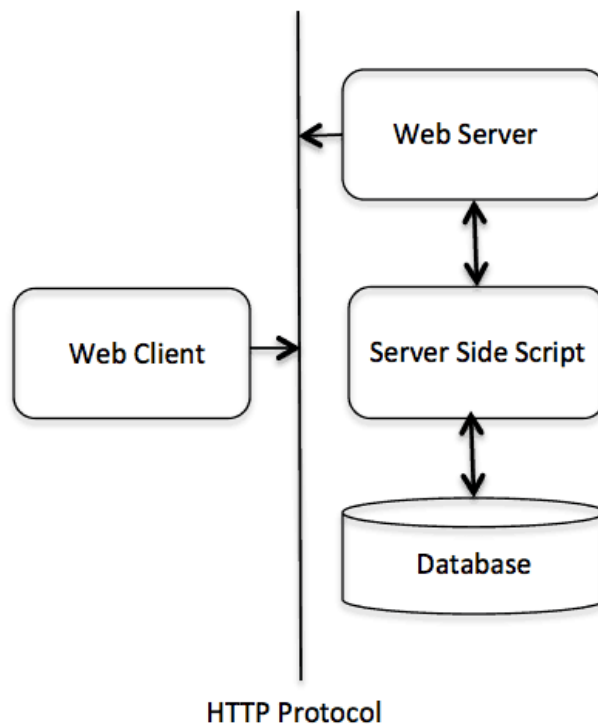 Web Server
Web Client
Server Side Script
Database
HTTP Protocol